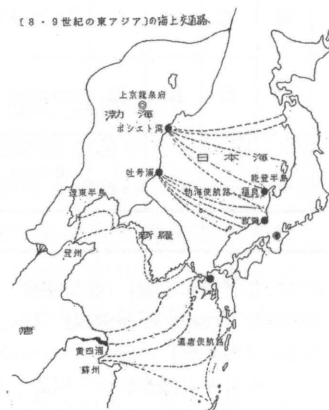 [8・9世紀の東アジア]の海上交通路
上京龍泉府
渤海
ポシエト湾
日本海
能登半島
吐号浦
渤海使航路
福良
遼東半島
敦賀
新羅
登州
唐
遣唐使航路
黄四浦
蘇州